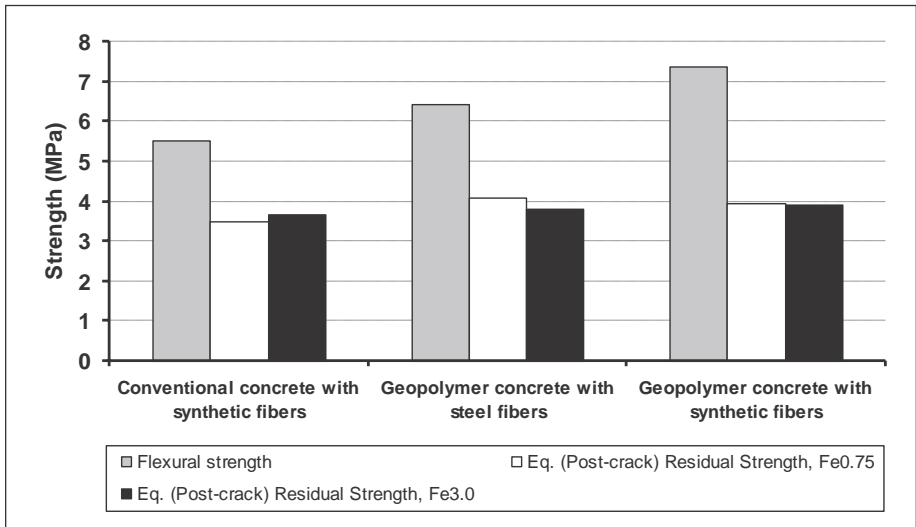 8
7
6
5
4
3
2
1
0
Strength (MPa)
Conventional concrete with
synthetic fibers
Geopolymer concrete with
steel fibers
Geopolymer concrete with
synthetic fibers
Flexural strength
Eq. (Post-crack) Residual Strength, Fe0.75
Eq. (Post-crack) Residual Strength, Fe3.0